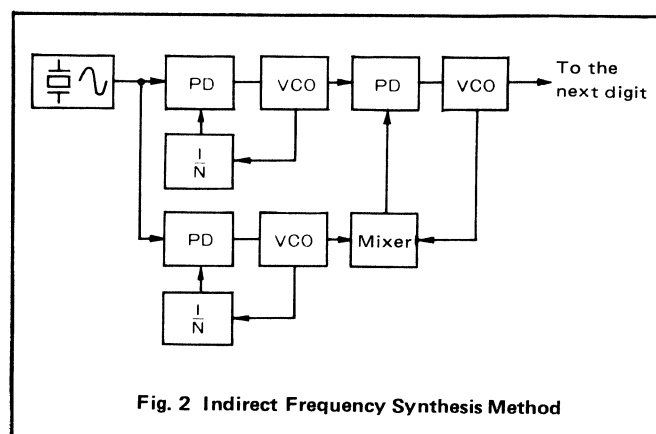 PD
VCO
PD
VCO
To the
next digit
1/N
PD
VCO
Mixer
1/N
Fig. 2 Indirect Frequency Synthesis Method